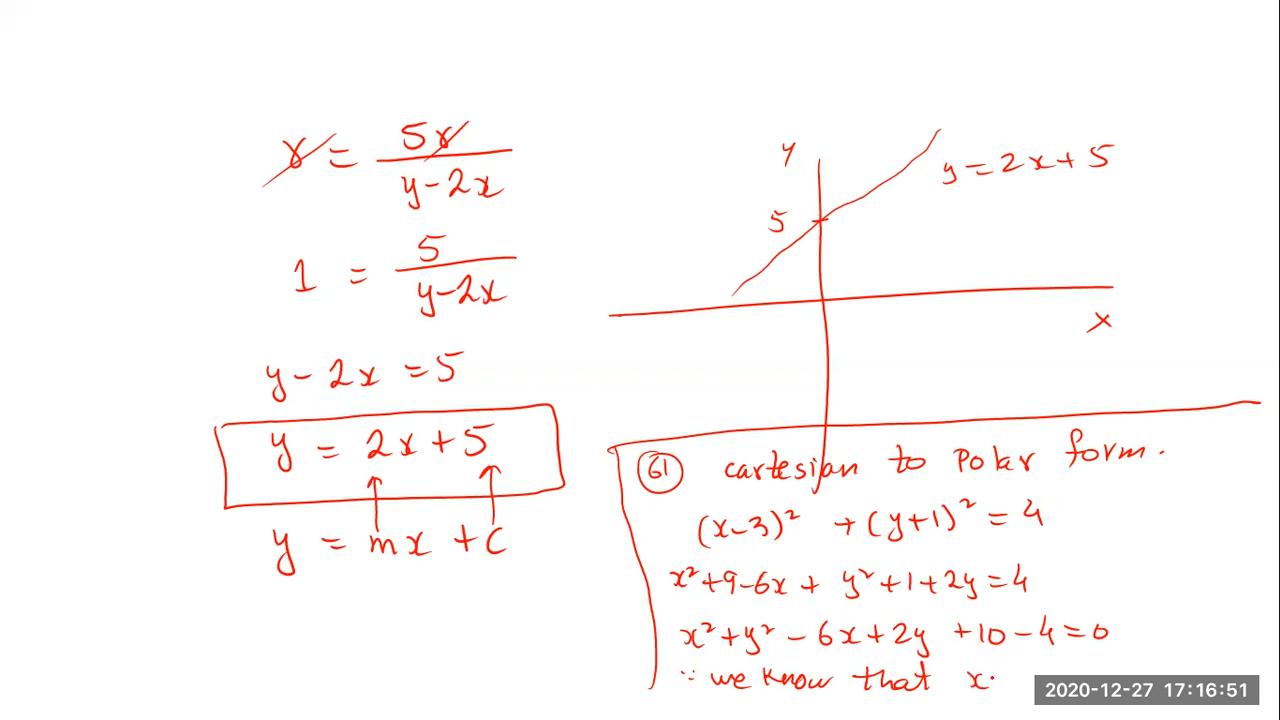 r = 5r / y-2x
1 = 5 / y-2x
y - 2x = 5
y = 2x + 5
y = mx + c
y
5
y = 2x + 5
x
61 cartesian to Polar form.
(x-3)² + (y+1)² = 4
x²+9-6x + y²+1+2y=4
x²+y² - 6x+2y +10-4=0
∵ we know that x.
2020-12-27 17:16:51